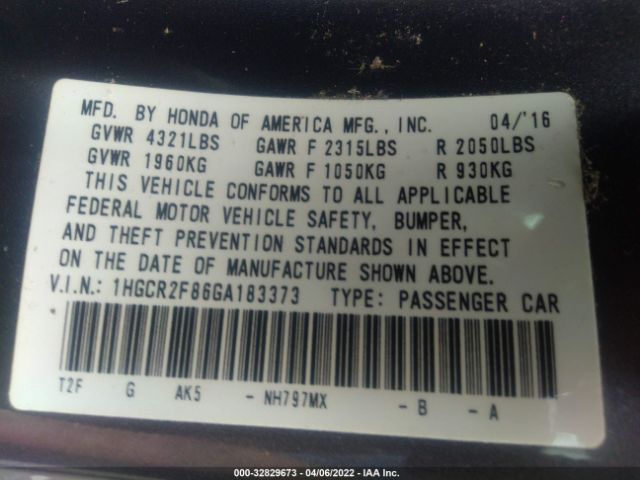 MFD. BY HONDA OF AMERICA MFG., INC. 04/'16
GVWR 4321LBS GAWR F 2315LBS R 2050LBS
GVWR 1960KG GAWR F 1050KG R 930KG
THIS VEHICLE CONFORMS TO ALL APPLICABLE
FEDERAL MOTOR VEHICLE SAFETY, BUMPER,
AND THEFT PREVENTION STANDARDS IN EFFECT
ON THE DATE OF MANUFACTURE SHOWN ABOVE.
V.I.N.: 1HGCR2F86GA183373 TYPE: PASSENGER CAR
T2F G AK5 - NH797MX - B - A
000-32829673 - 04/06/2022 - IAA Inc.